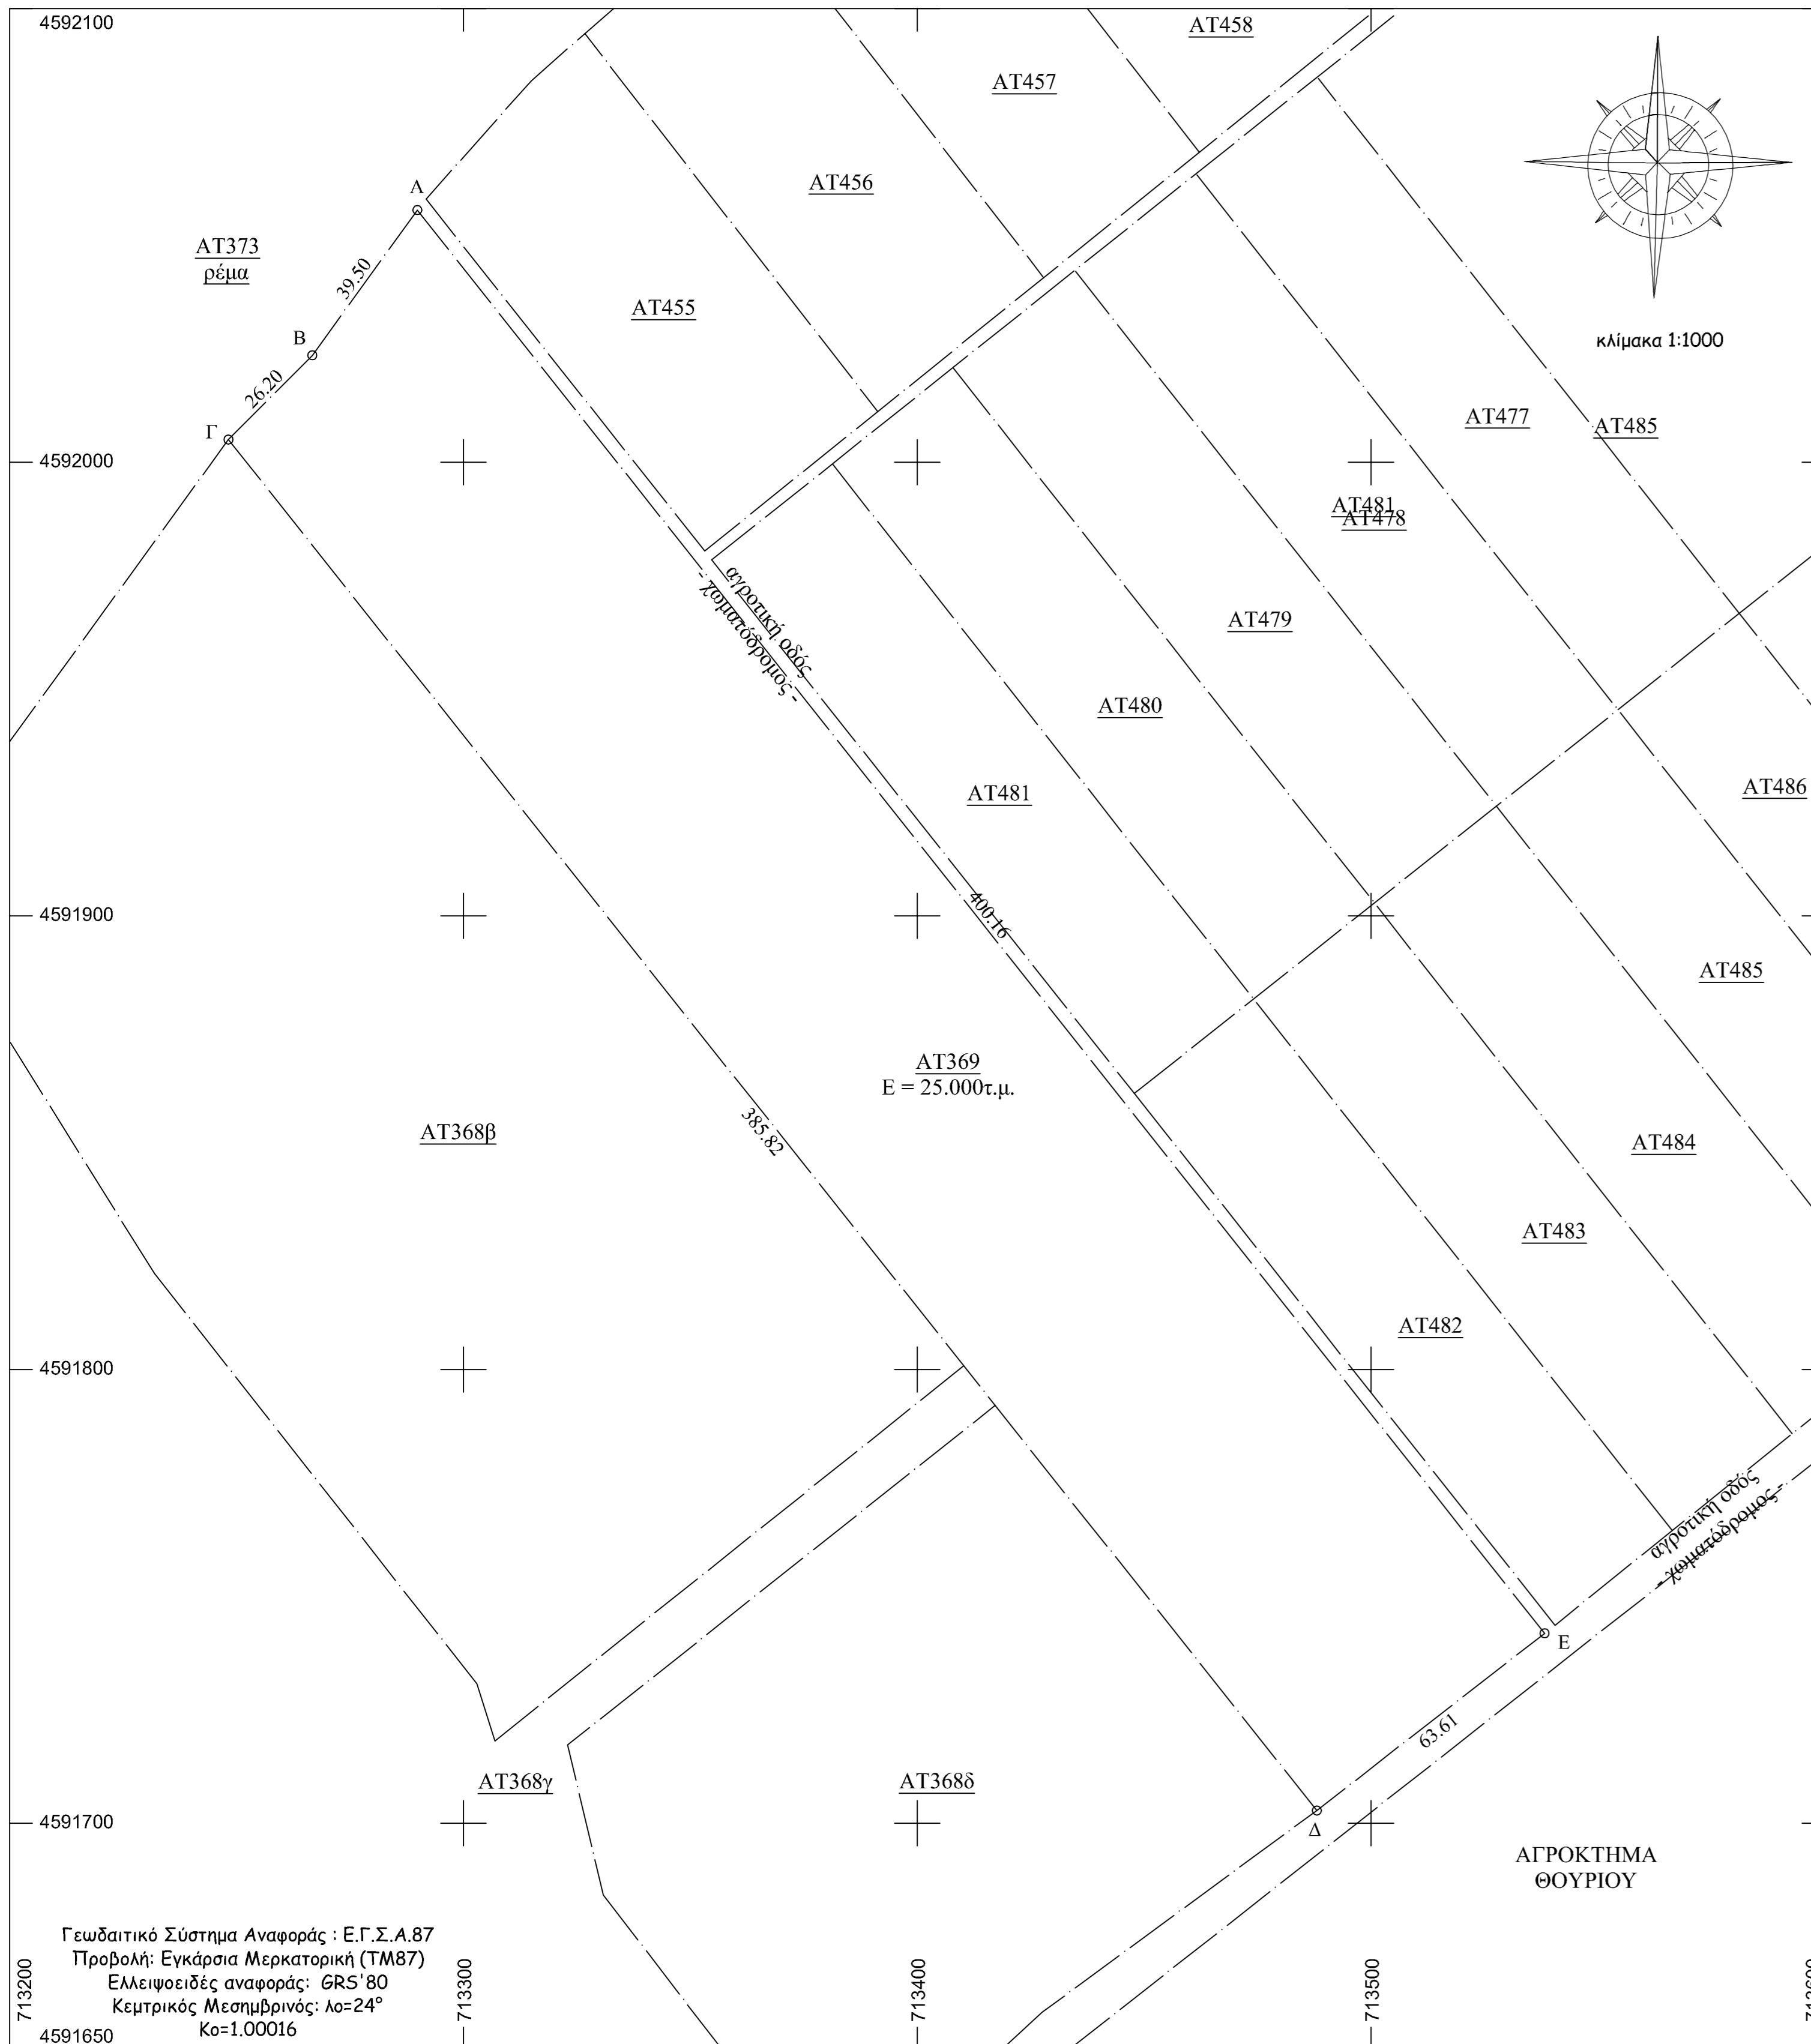 4592100
ΑΤ458
ΑΤ457
ΑΤ456
Α
ΑΤ373
ρέμα
39.50
ΑΤ455
Β
κλίμακα 1:1000
26.20
Γ
ΑΤ477
ΑΤ485
4592000
ΑΤ481
ΑΤ478
αγροτική οδός
- χωματόδρομος -
ΑΤ479
ΑΤ480
ΑΤ481
ΑΤ486
400.16
4591900
ΑΤ485
ΑΤ369
Ε = 25.000τ.μ.
385.82
ΑΤ368β
ΑΤ484
ΑΤ483
ΑΤ482
4591800
αγροτική οδός
- χωματόδρομος -
Ε
63.61
ΑΤ368γ
ΑΤ368δ
4591700
Δ
ΑΓΡΟΚΤΗΜΑ
ΘΟΥΡΙΟΥ
Γεωδαιτικό Σύστημα Αναφοράς : Ε.Γ.Σ.Α.87
Προβολή: Εγκάρσια Μερκατορική (ΤΜ87)
Ελλειψοειδές αναφοράς: GRS'80
Κεμτρικός Μεσημβρινός: λο=24°
Κο=1.00016
713200
713300
713400
713500
4591650